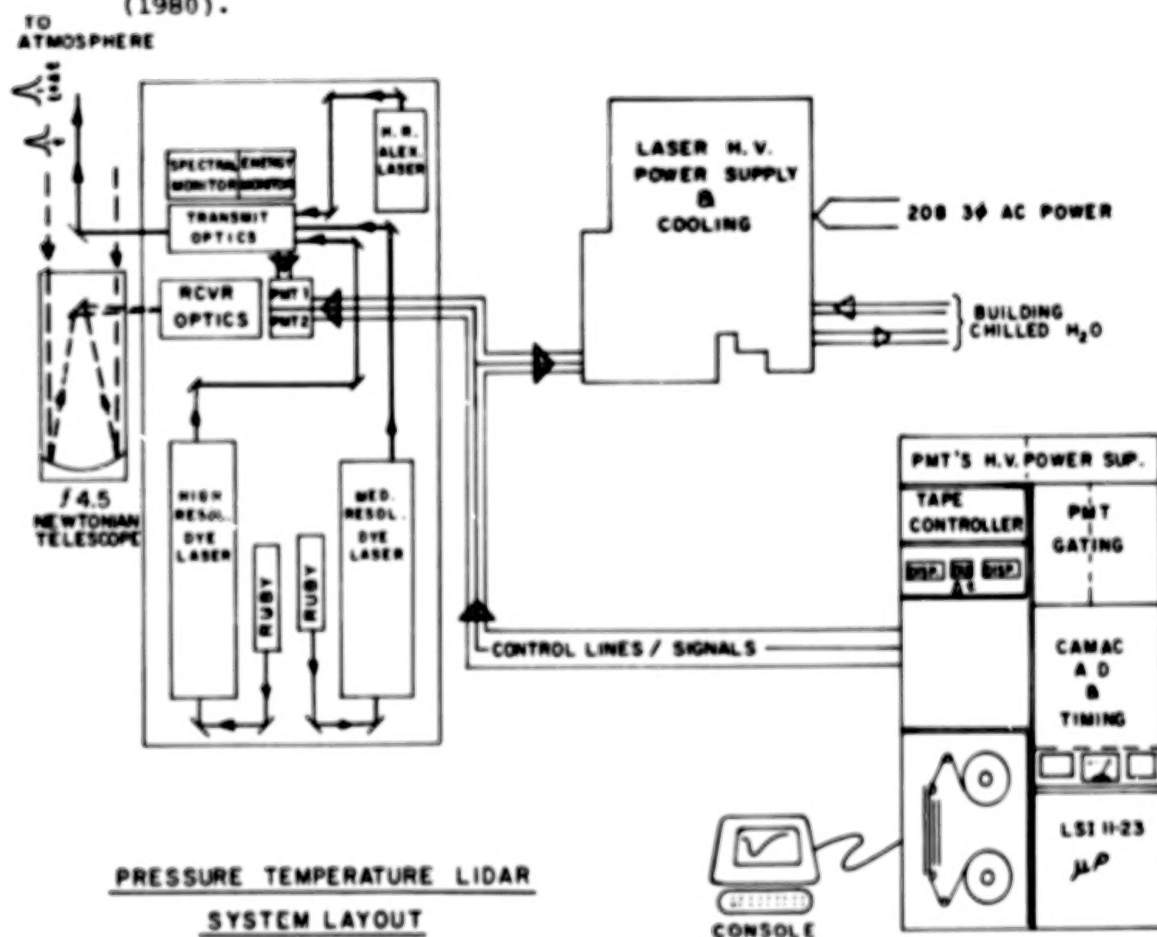 (1980).
TO
ATMOSPHERE
H. R.
ALEX.
LASER
SPECTRAL
MONITOR
ENERGY
MONITOR
TRANSMIT
OPTICS
RCVR
OPTICS
PMT 1
PMT 2
LASER H.V.
POWER SUPPLY
&
COOLING
208 3ϕ AC POWER
BUILDING
CHILLED H₂O
f 4.5
NEWTONIAN
TELESCOPE
HIGH
RESOL.
DYE
LASER
RUBY
RUBY
MED.
RESOL.
DYE
LASER
CONTROL LINES / SIGNALS
PMT'S H.V. POWER SUP.
TAPE
CONTROLLER
PMT
GATING
DISP.
DISP.
CAMAC
A D
&
TIMING
LSI 11-23
μP
CONSOLE
PRESSURE TEMPERATURE LIDAR
SYSTEM LAYOUT